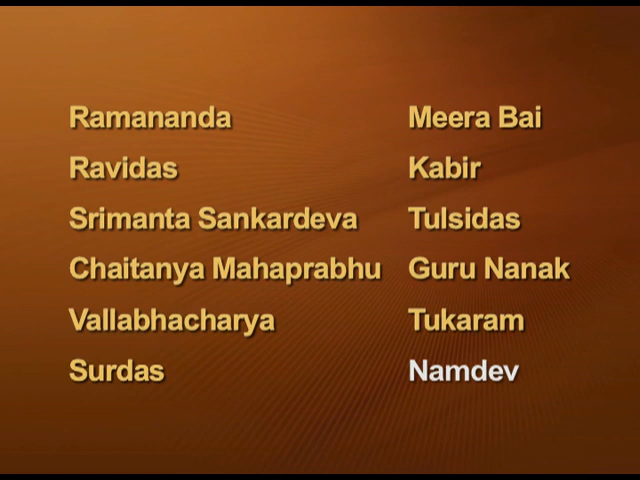 Ramananda
Ravidas
Srimanta Sankardeva
Chaitanya Mahaprabhu
Vallabhacharya
Surdas
Meera Bai
Kabir
Tulsidas
Guru Nanak
Tukaram
Namdev